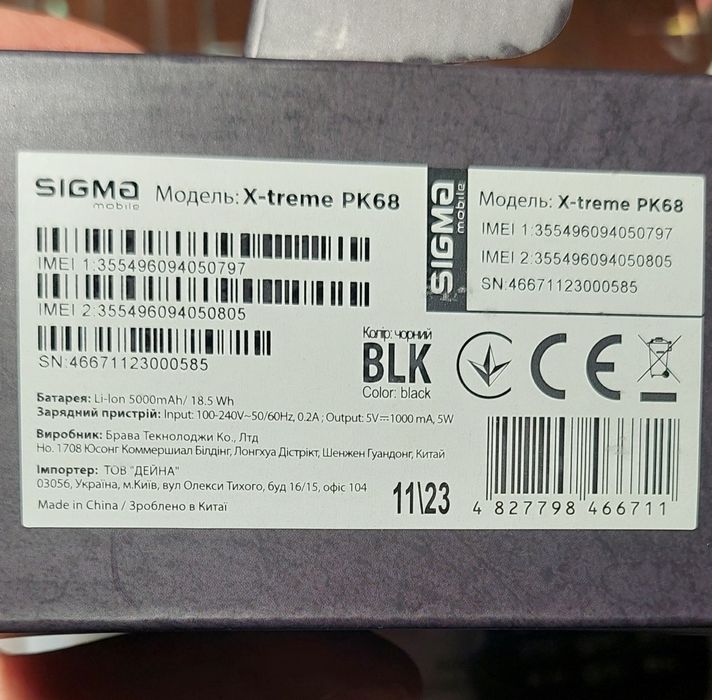 SIGMA mobile Модель: X-treme PK68
IMEI 1:355496094050797
IMEI 2:355496094050805
SN:46671123000585
SIGMA mobile
Модель: X-treme PK68
IMEI 1:355496094050797
IMEI 2:355496094050805
SN:46671123000585
Колір: чорний
BLK
Color: black
CE
Батарея: Li-Ion 5000mAh/ 18.5 Wh
Зарядний пристрій: Input: 100-240V~50/60Hz, 0.2A ; Output: 5V⎓1000 mA, 5W
Виробник: Брава Текнолоджи Ко., Лтд
Но. 1708 Юсонг Коммершиал Білдінг, Лонгхуа Дістрікт, Шенжен Гуандонг, Китай
Імпортер: ТОВ "ДЕЙНА"
03056, Україна, м.Київ, вул Олекси Тихого, буд 16/15, офіс 104
Made in China / Зроблено в Китаї
11\23
4 827798 466711